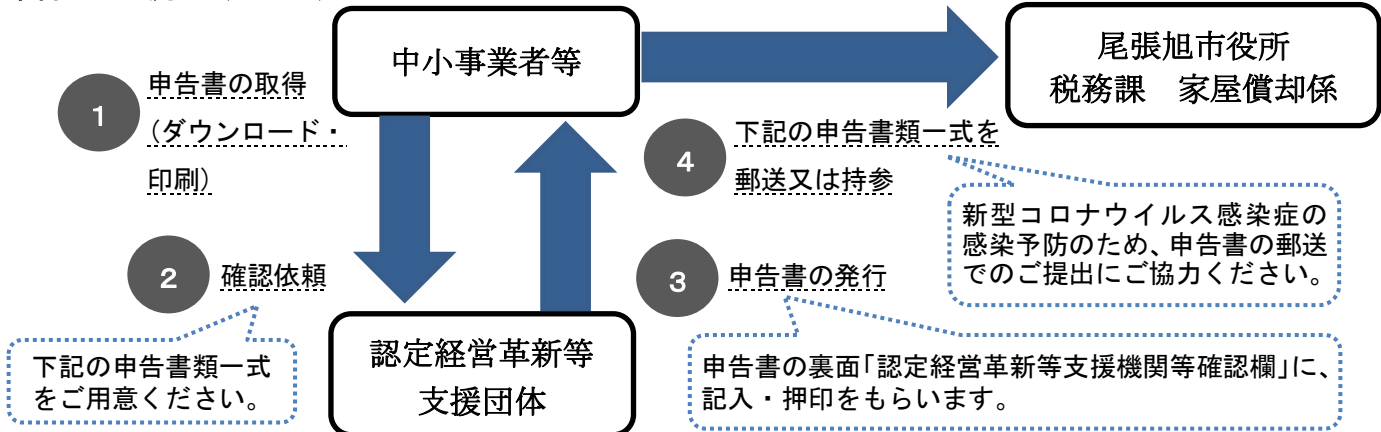 中小事業者等
尾張旭市役所
税務課　家屋償却係
1
申告書の取得
（ダウンロード・
印刷）
4
下記の申告書類一式を
郵送又は持参
新型コロナウイルス感染症の
感染予防のため、申告書の郵送
でのご提出にご協力ください。
2
確認依頼
3
申告書の発行
下記の申告書類一式
をご用意ください。
認定経営革新等
支援団体
申告書の裏面「認定経営革新等支援機関等確認欄」に、
記入・押印をもらいます。